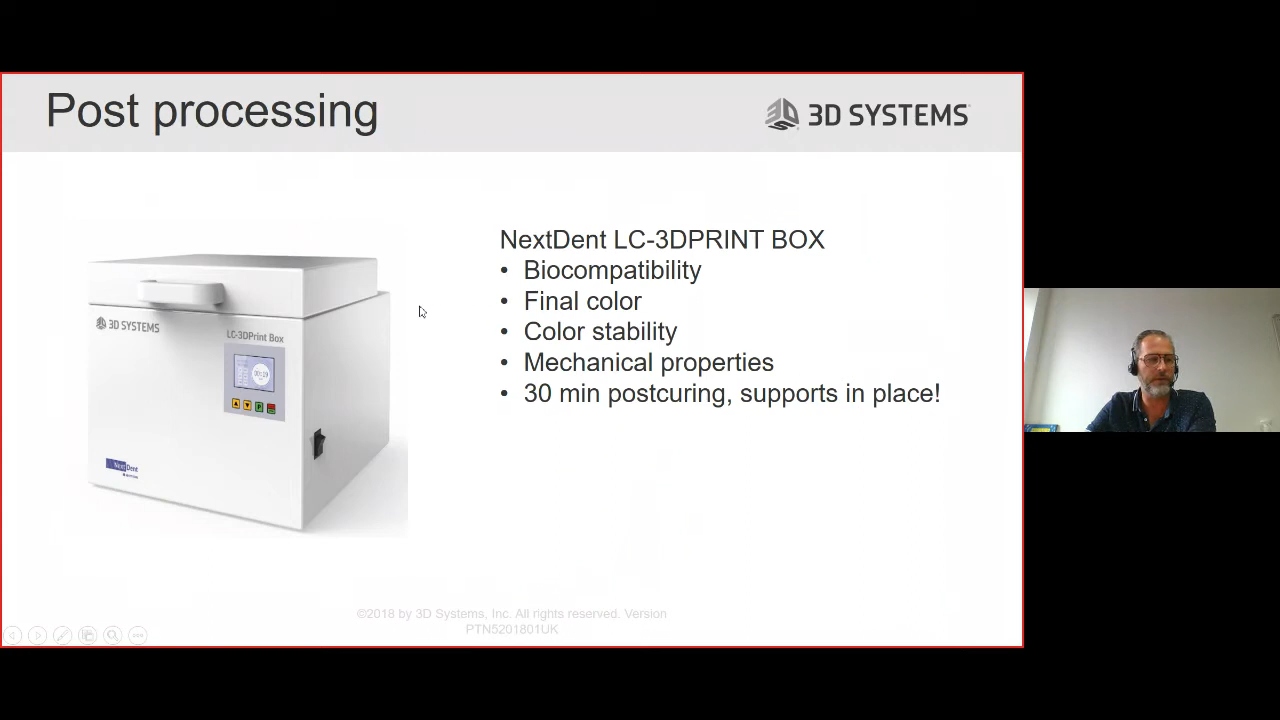 Post processing
3D SYSTEMS
NextDent LC-3DPRINT BOX
• Biocompatibility
• Final color
• Color stability
• Mechanical properties
• 30 min postcuring, supports in place!
3D SYSTEMS
LC-3DPrint Box
NextDent
©2018 by 3D Systems, Inc. All rights reserved. Version
PTN5201801UK